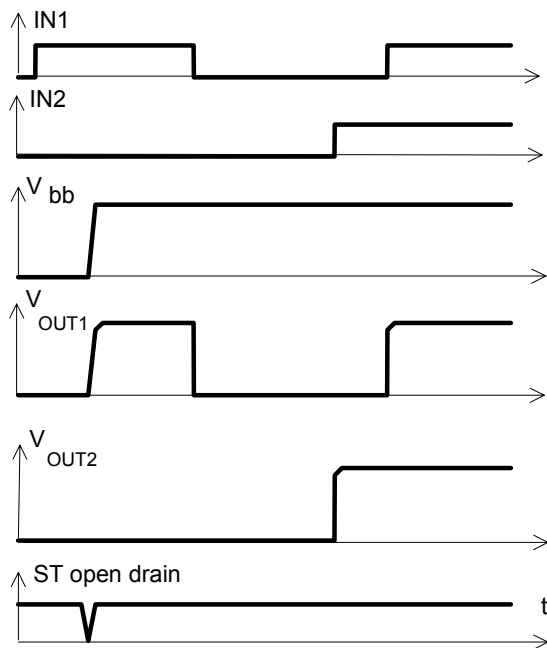 IN1
IN2
V bb
V OUT1
V OUT2
ST open drain
t